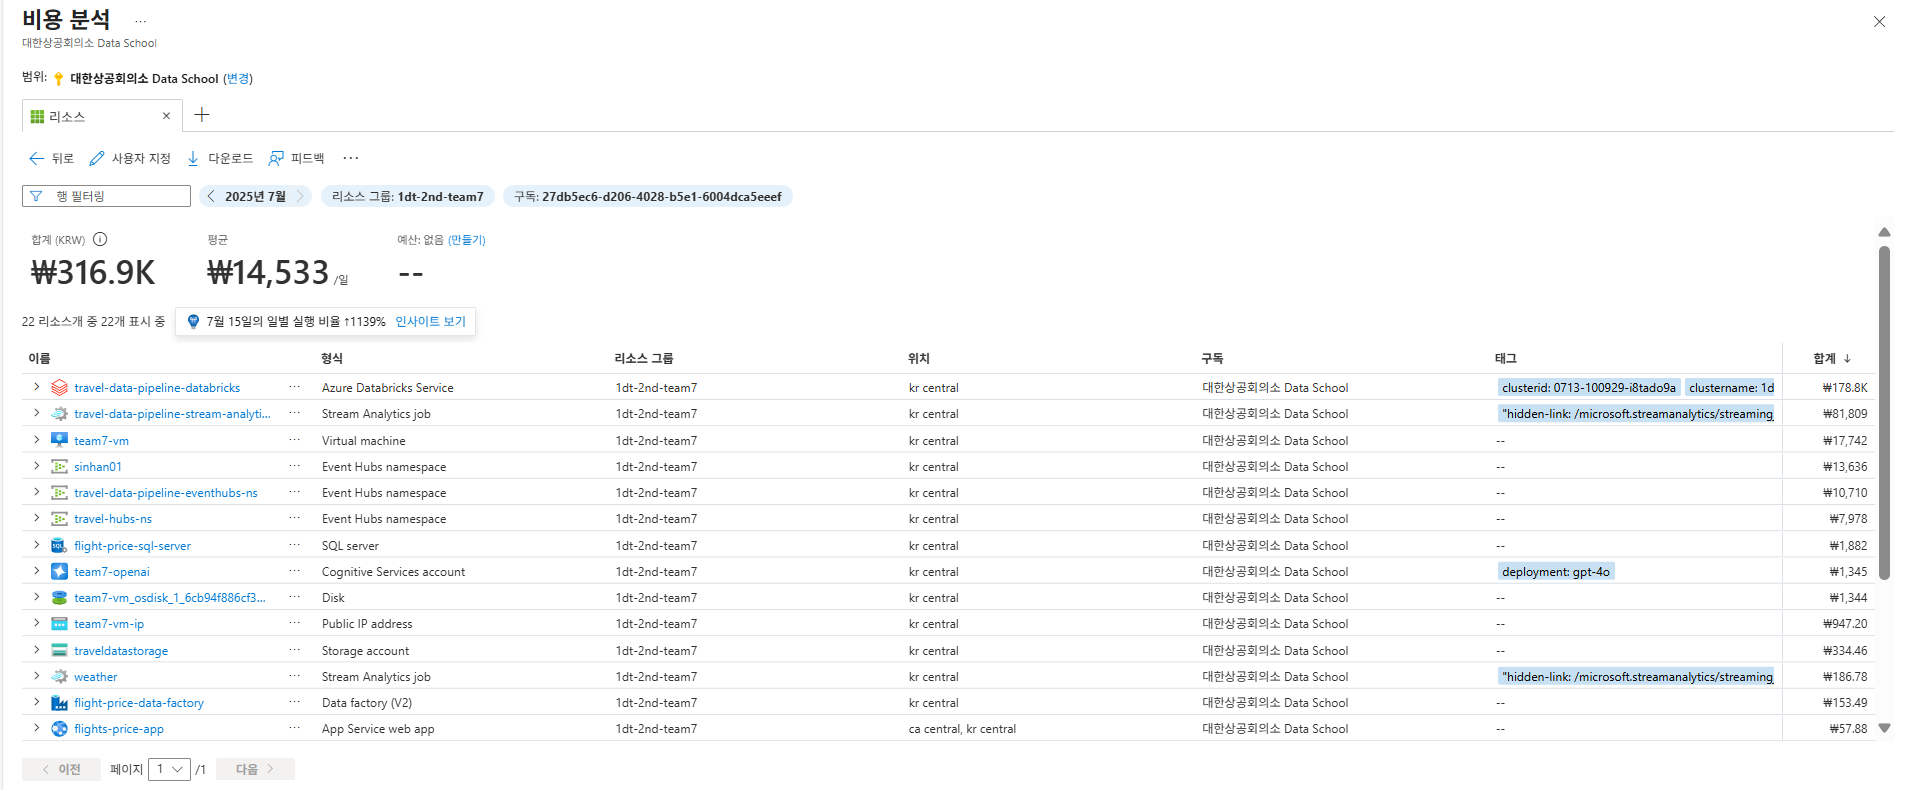 비용 분석 ...
대한상공회의소 Data School
범위: 대한상공회의소 Data School (변경)
리소스
뒤로 사용자 지정 다운로드 피드백 ...
행 필터링 2025년 7월 리소스 그룹: 1dt-2nd-team7 구독: 27db5ec6-d206-4028-b5e1-6004dca5eeef
합계 (KRW) 평균 예산: 없음 (만들기)
₩316.9K ₩14,533 /일 --
22 리소스개 중 22개 표시 중 7월 15일의 일별 실행 비율 ↑1139% 인사이트 보기
이름 형식 리소스 그룹 위치 구독 태그 합계 ↓
travel-data-pipeline-databricks ... Azure Databricks Service 1dt-2nd-team7 kr central 대한상공회의소 Data School clusterid: 0713-100929-i8tado9a clustername: 1d ₩178.8K
travel-data-pipeline-stream-analyti... ... Stream Analytics job 1dt-2nd-team7 kr central 대한상공회의소 Data School "hidden-link: /microsoft.streamanalytics/streaming ₩81,809
team7-vm ... Virtual machine 1dt-2nd-team7 kr central 대한상공회의소 Data School -- ₩17,742
sinhan01 ... Event Hubs namespace 1dt-2nd-team7 kr central 대한상공회의소 Data School -- ₩13,636
travel-data-pipeline-eventhubs-ns ... Event Hubs namespace 1dt-2nd-team7 kr central 대한상공회의소 Data School -- ₩10,710
travel-hubs-ns ... Event Hubs namespace 1dt-2nd-team7 kr central 대한상공회의소 Data School -- ₩7,978
flight-price-sql-server ... SQL server 1dt-2nd-team7 kr central 대한상공회의소 Data School -- ₩1,882
team7-openai ... Cognitive Services account 1dt-2nd-team7 kr central 대한상공회의소 Data School deployment: gpt-4o ₩1,345
team7-vm_osdisk_1_6cb94f886cf3... ... Disk 1dt-2nd-team7 kr central 대한상공회의소 Data School -- ₩1,344
team7-vm-ip ... Public IP address 1dt-2nd-team7 kr central 대한상공회의소 Data School -- ₩947.20
traveldatastorage ... Storage account 1dt-2nd-team7 kr central 대한상공회의소 Data School -- ₩334.46
weather ... Stream Analytics job 1dt-2nd-team7 kr central 대한상공회의소 Data School "hidden-link: /microsoft.streamanalytics/streaming ₩186.78
flight-price-data-factory ... Data factory (V2) 1dt-2nd-team7 kr central 대한상공회의소 Data School -- ₩153.49
flights-price-app ... App Service web app 1dt-2nd-team7 ca central, kr central 대한상공회의소 Data School -- ₩57.88
< 이전 페이지 1 /1 다음 >